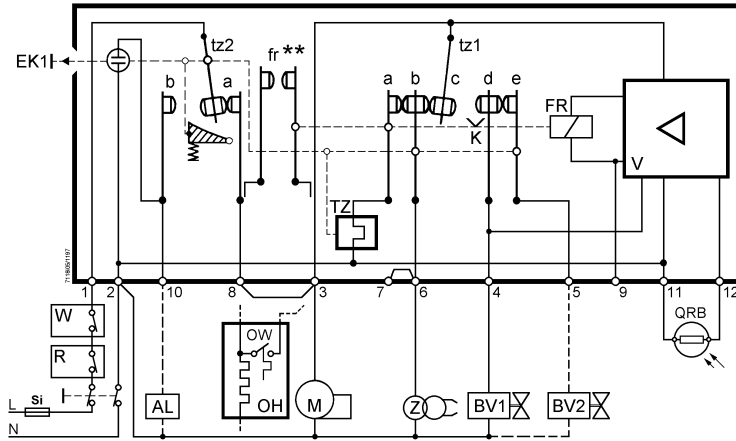 tz2
tz1
EK1
fr **
b
a
a
b
c
d
e
FR
K
V
TZ
711B05/1197
1
2
10
8
3
7
6
4
5
9
11
12
W
R
QRB
OW
L
Si
AL
OH
M
Z
BV1
BV2
N